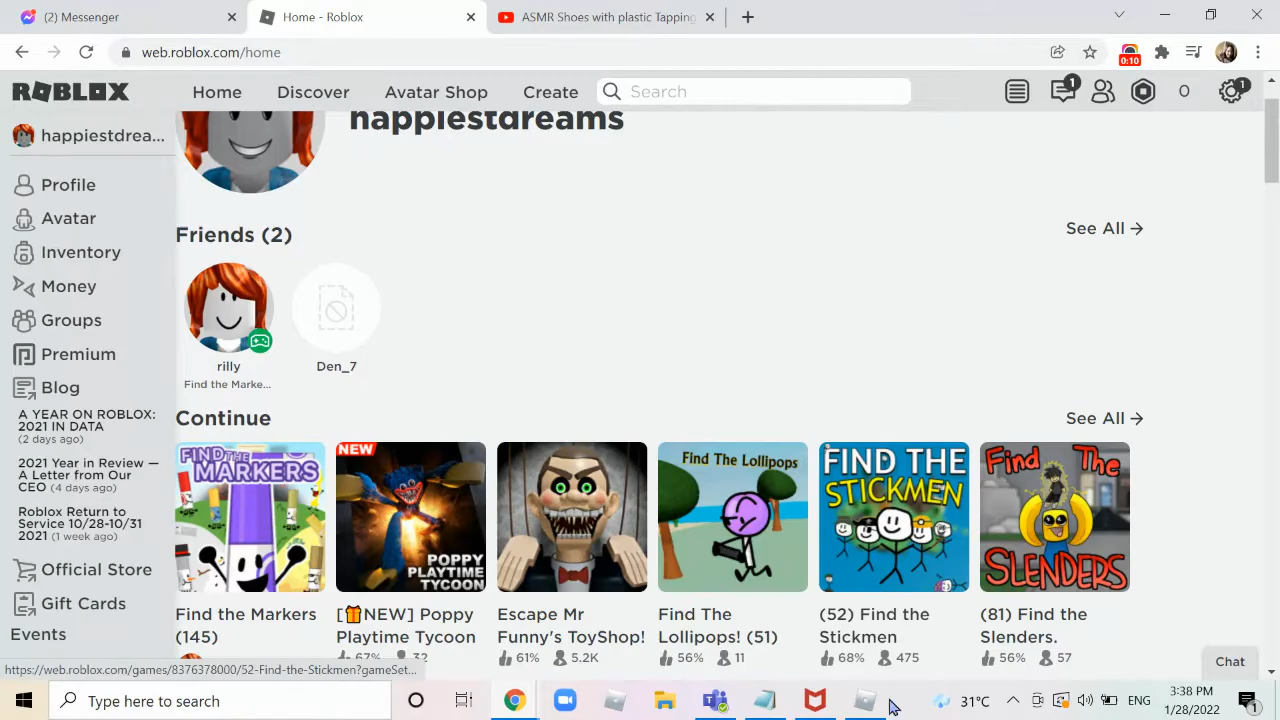 (2) Messenger
Home - Roblox
ASMR Shoes with plastic Tapping
web.roblox.com/home
0:10
ROBLOX
Home
Discover
Avatar Shop
Create
Search
1
0
1
happiestdrea...
happiestdreams
Profile
Avatar
Inventory
Money
Groups
Premium
Blog
A YEAR ON ROBLOX:
2021 IN DATA
(2 days ago)
2021 Year in Review —
A Letter from Our
CEO (4 days ago)
Roblox Return to
Service 10/28-10/31
2021 (1 week ago)
Official Store
Gift Cards
Events
Friends (2)
See All →
rilly
Find the Marke...
Den_7
Continue
See All →
FIND THE
MARKERS
NEW
POPPY
PLAYTIME
TYCOON
Find The Lollipops
FIND THE
STICKMEN
Find The
SLENDERS
Find the Markers
(145)
[🎁NEW] Poppy
Playtime Tycoon
67% 32
Escape Mr
Funny's ToyShop!
61% 5.2K
Find The
Lollipops! (51)
56% 11
(52) Find the
Stickmen
68% 475
(81) Find the
Slenders.
56% 57
Chat
https://web.roblox.com/games/8376378000/52-Find-the-Stickmen?gameSet...
Type here to search
31°C
ENG
3:38 PM
1/28/2022
1